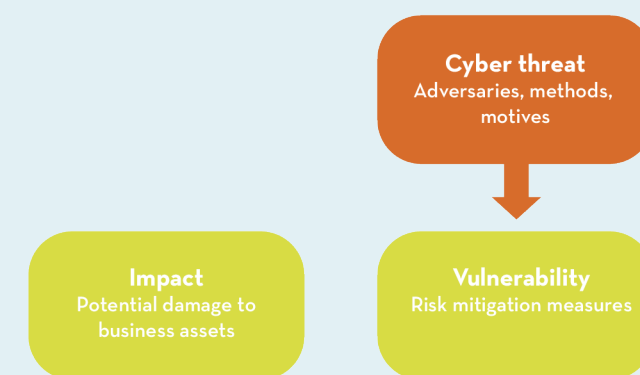 Cyber threat
Adversaries, methods,
motives
Impact
Potential damage to
business assets
Vulnerability
Risk mitigation measures